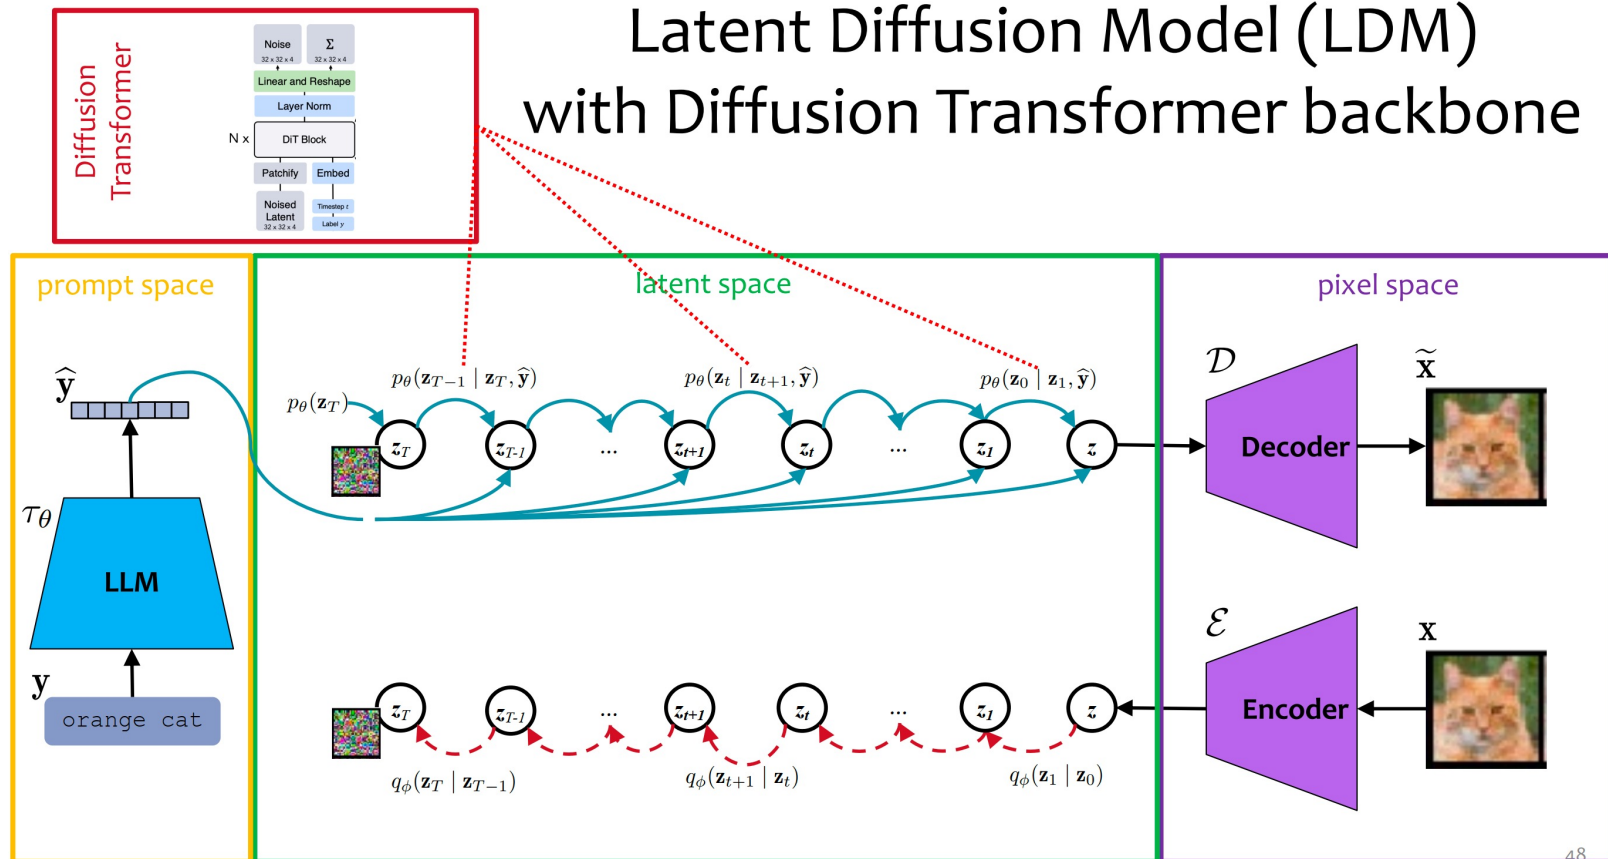 Latent Diffusion Model (LDM)
with Diffusion Transformer backbone
Diffusion
Transformer
Noise
32 x 32 x 4
Σ
32 x 32 x 4
Linear and Reshape
Layer Norm
N x
DiT Block
Patchify
Embed
Noised
Latent
32 x 32 x 4
Timestep t
Label y
prompt space
ŷ
τθ
LLM
y
orange cat
latent space
pθ(zT−1 | zT, ŷ)
pθ(zt | zt+1, ŷ)
pθ(z0 | z1, ŷ)
pθ(zT)
zT
zT-1
...
zt+1
zt
...
z1
z
zT
zT-1
...
zt+1
zt
...
z1
z
qϕ(zT | zT−1)
qϕ(zt+1 | zt)
qϕ(z1 | z0)
pixel space
D
Decoder
x̃
E
Encoder
x
48